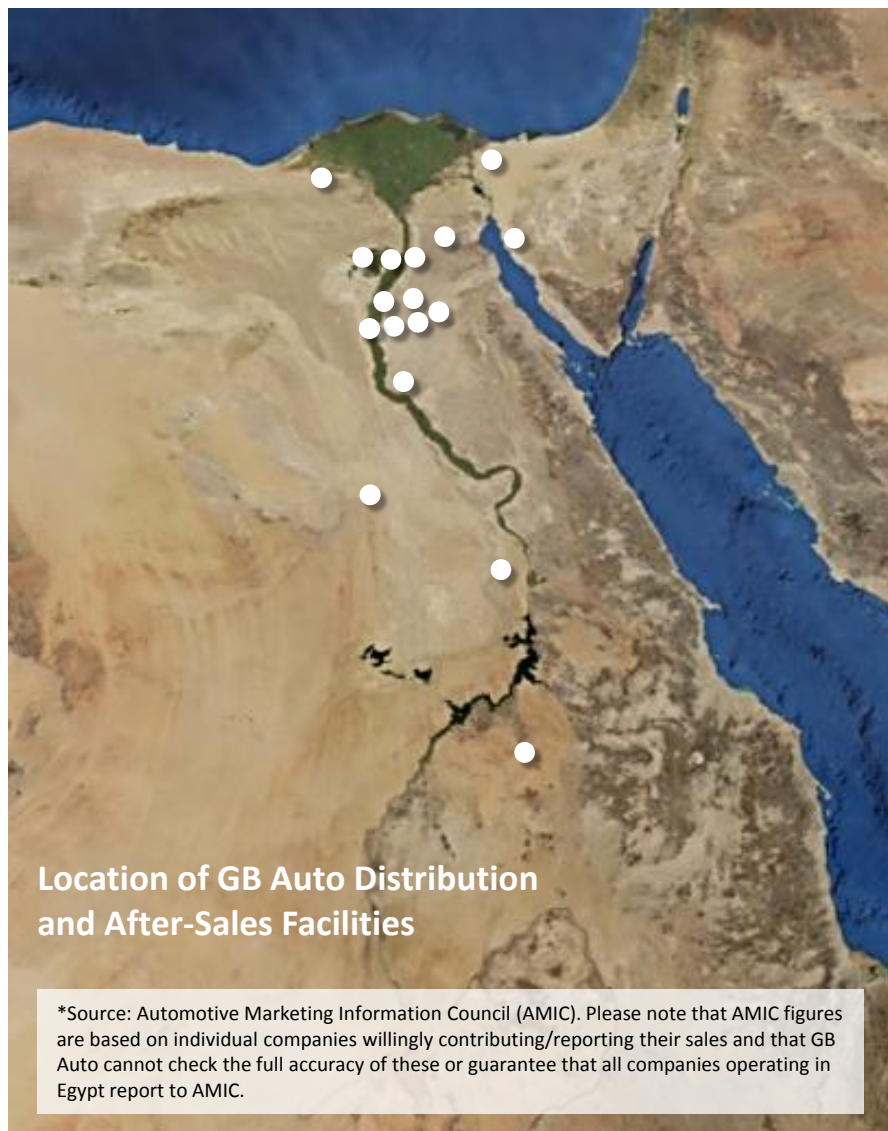 Location of GB Auto Distribution
and After-Sales Facilities
*Source: Automotive Marketing Information Council (AMIC). Please note that AMIC figures
are based on individual companies willingly contributing/reporting their sales and that GB
Auto cannot check the full accuracy of these or guarantee that all companies operating in
Egypt report to AMIC.